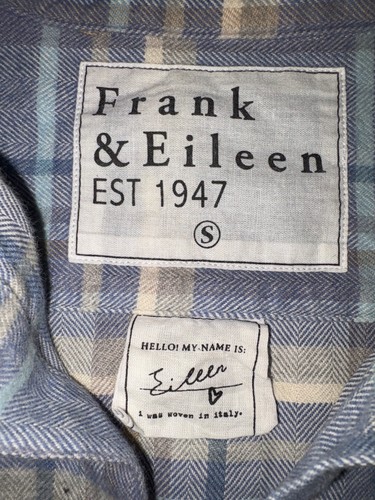 Frank
& Eileen
EST 1947
S
HELLO! MY NAME IS:
Eileen
i was woven in italy.